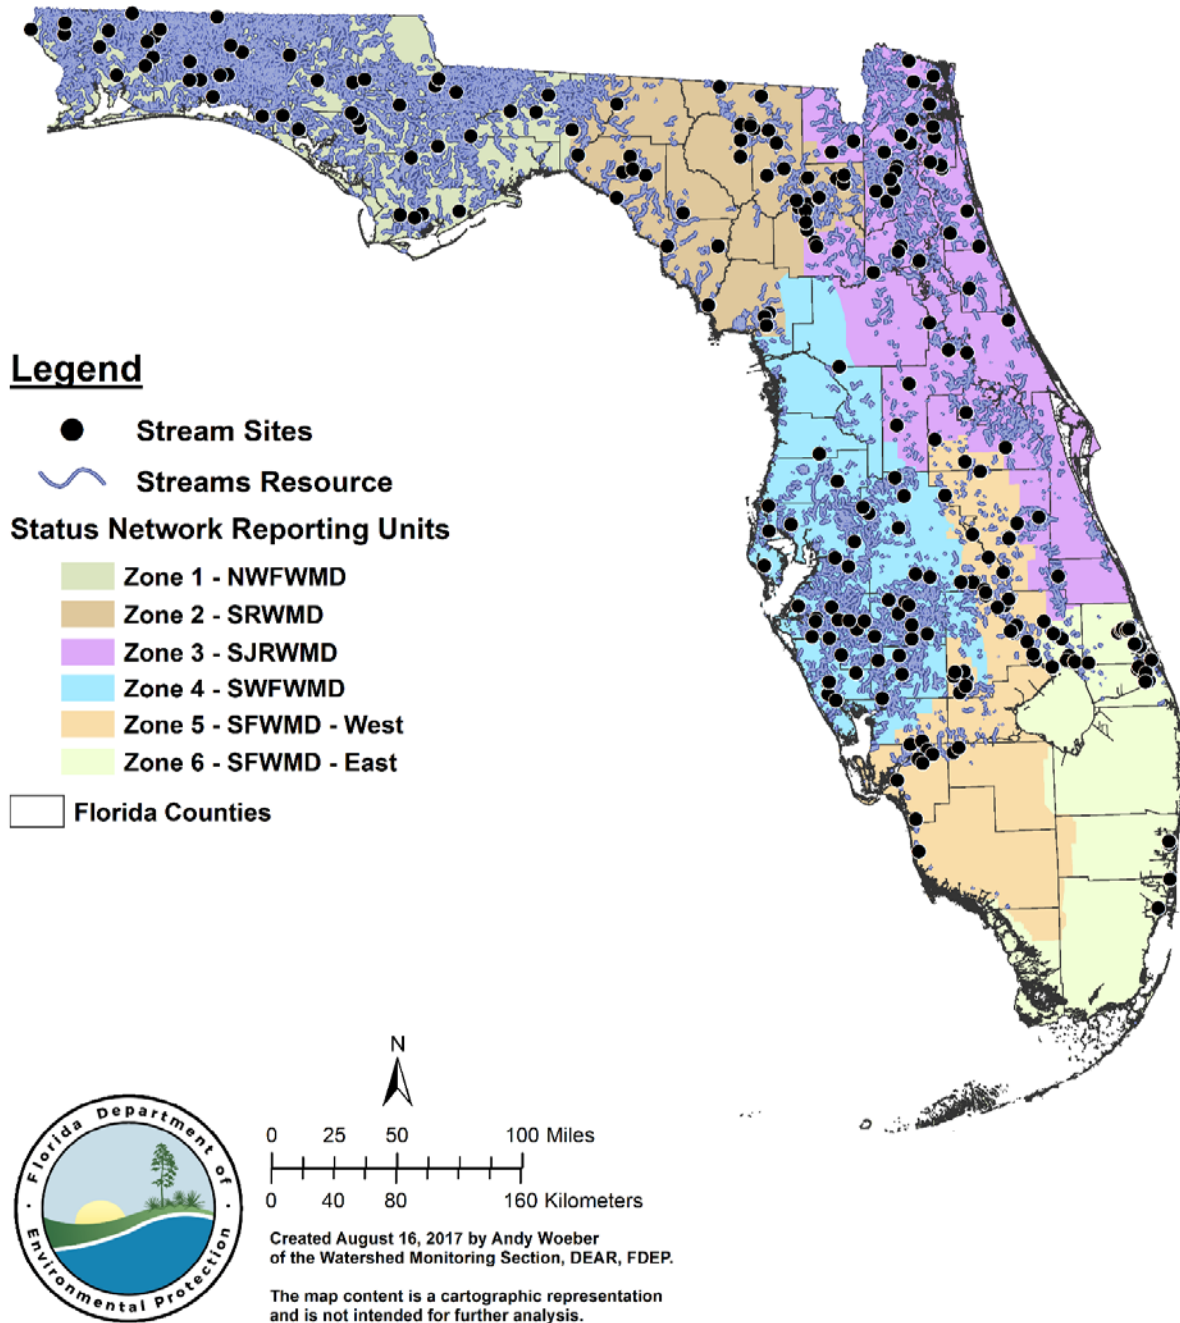 Legend
Stream Sites
Streams Resource
Status Network Reporting Units
Zone 1 - NWFWMD
Zone 2 - SRWMD
Zone 3 - SJRWMD
Zone 4 - SWFWMD
Zone 5 - SFWMD - West
Zone 6 - SFWMD - East
Florida Counties
N
0 25 50 100 Miles
0 40 80 160 Kilometers
Florida Department of
Environmental Protection
Created August 16, 2017 by Andy Woeber
of the Watershed Monitoring Section, DEAR, FDEP.
The map content is a cartographic representation
and is not intended for further analysis.